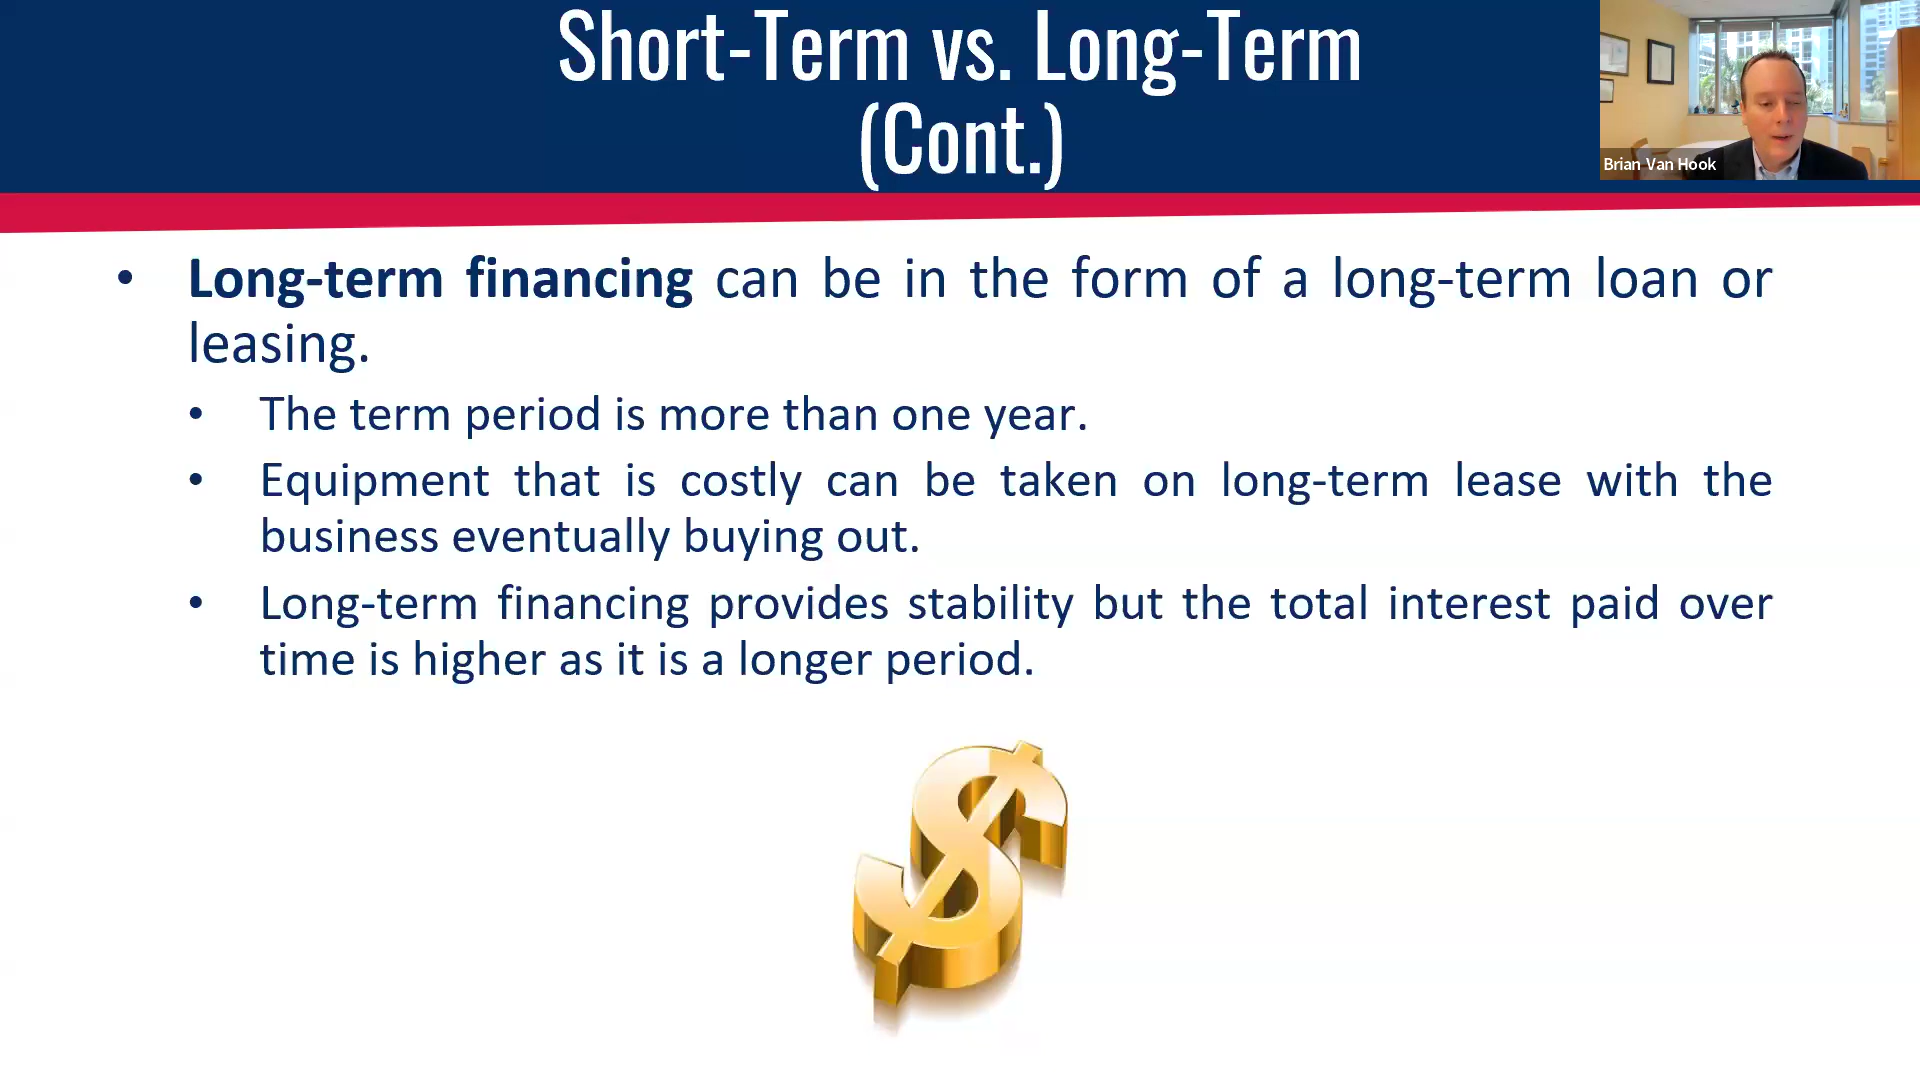 Short-Term vs. Long-Term
(Cont.)
Brian Van Hook
• Long-term financing can be in the form of a long-term loan or
leasing.
• The term period is more than one year.
• Equipment that is costly can be taken on long-term lease with the
business eventually buying out.
• Long-term financing provides stability but the total interest paid over
time is higher as it is a longer period.